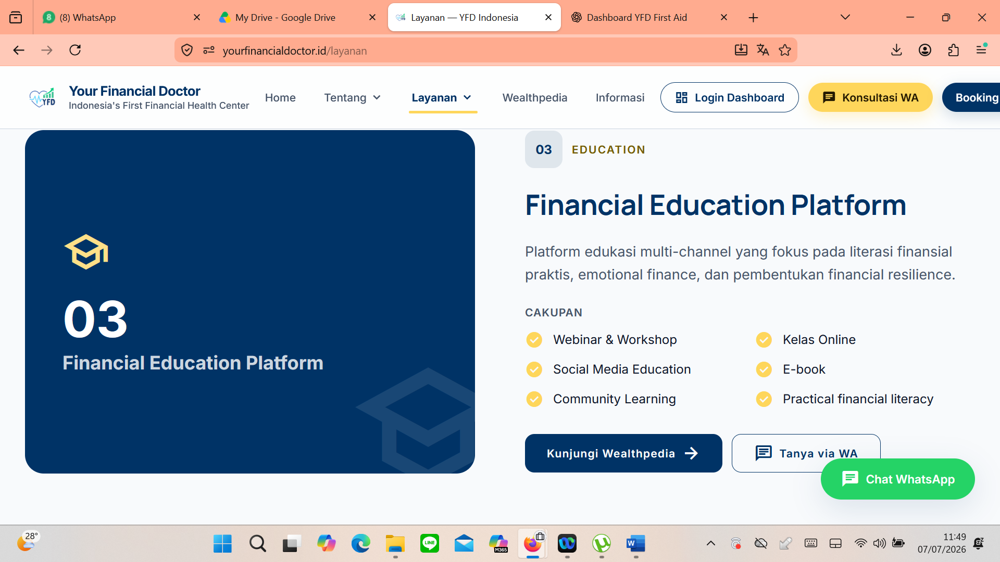 (8) WhatsApp
My Drive - Google Drive
Layanan — YFD Indonesia
Dashboard YFD First Aid
yourfinancialdoctor.id/layanan
YFD
Your Financial Doctor
Indonesia's First Financial Health Center
Home
Tentang
Layanan
Wealthpedia
Informasi
Login Dashboard
Konsultasi WA
Booking
03
Financial Education Platform
03
EDUCATION
Financial Education Platform
Platform edukasi multi-channel yang fokus pada literasi finansial
praktis, emotional finance, dan pembentukan financial resilience.
CAKUPAN
Webinar & Workshop
Kelas Online
Social Media Education
E-book
Community Learning
Practical financial literacy
Kunjungi Wealthpedia
Tanya via WA
Chat WhatsApp
28°
LINE
M365
W
11:49
07/07/2026